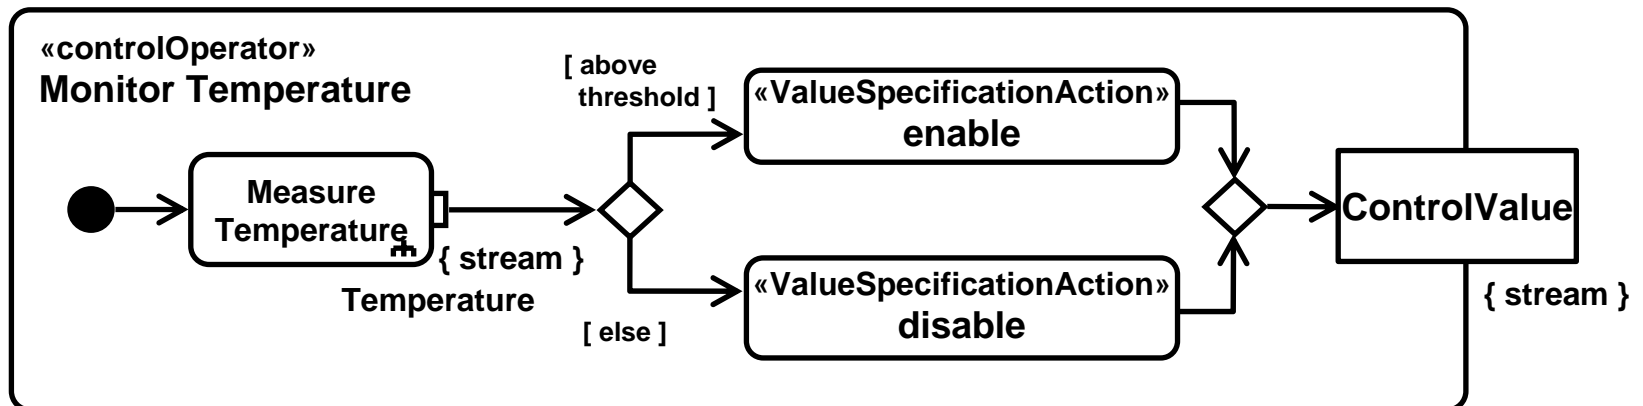 «controlOperator»
Monitor Temperature
[ above
threshold ]
«ValueSpecificationAction»
enable
Measure
Temperature
{ stream }
Temperature
ControlValue
«ValueSpecificationAction»
disable
{ stream }
[ else ]